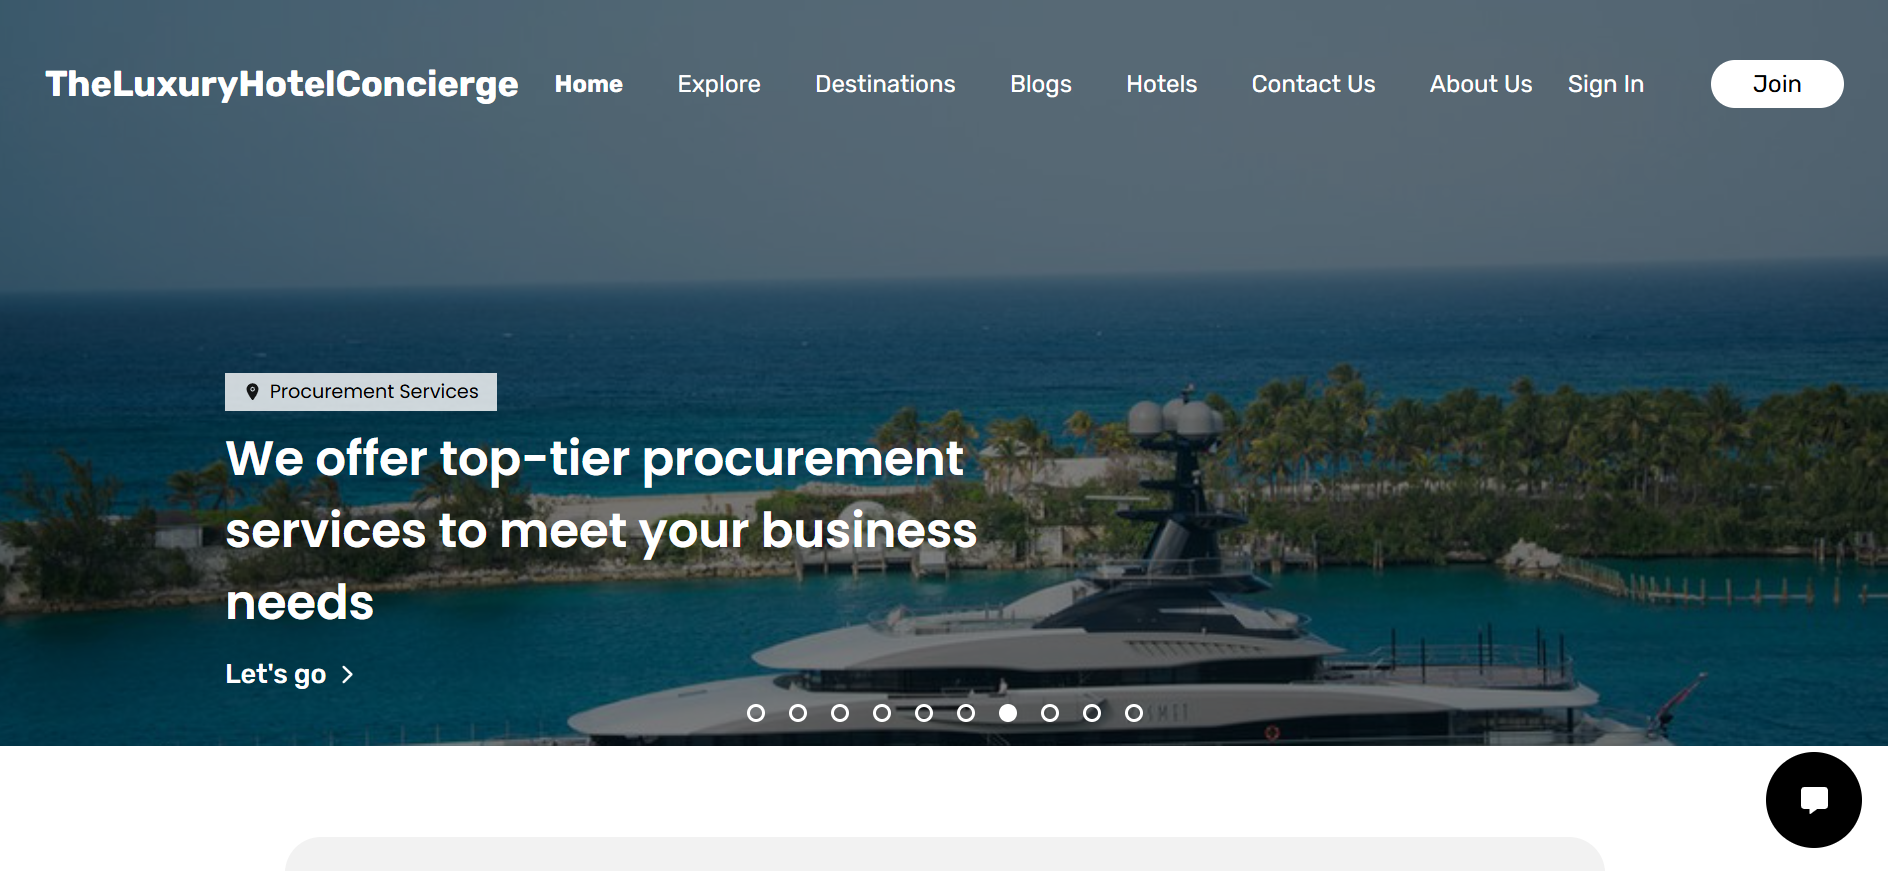 TheLuxuryHotelConcierge Home Explore Destinations Blogs Hotels Contact Us About Us Sign In Join
Procurement Services
We offer top-tier procurement
services to meet your business
needs
Let's go